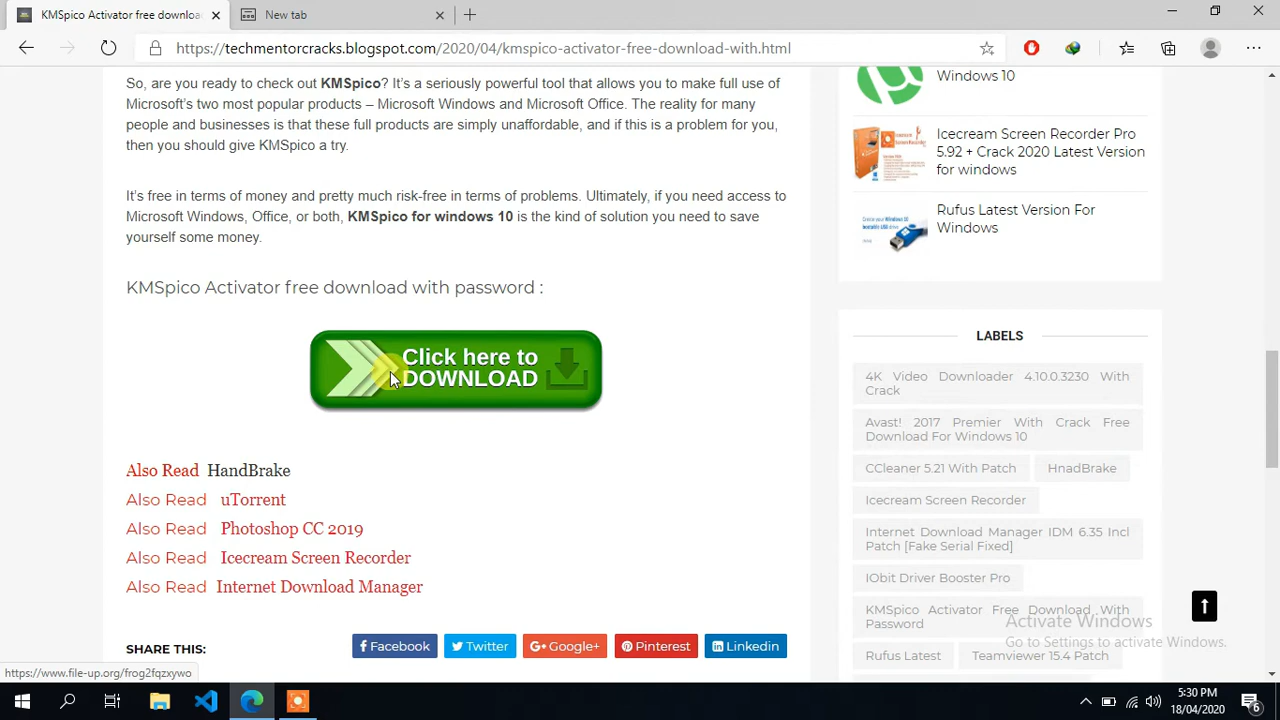 KMSpico Activator free downloa
New tab
https://techmentorcracks.blogspot.com/2020/04/kmspico-activator-free-download-with.html
So, are you ready to check out KMSpico? It's a seriously powerful tool that allows you to make full use of
Microsoft's two most popular products – Microsoft Windows and Microsoft Office. The reality for many
people and businesses is that these full products are simply unaffordable, and if this is a problem for you,
then you should give KMSpico a try.
It's free in terms of money and pretty much risk-free in terms of problems. Ultimately, if you need access to
Microsoft Windows, Office, or both, KMSpico for windows 10 is the kind of solution you need to save
yourself some money.
KMSpico Activator free download with password :
Click here to
DOWNLOAD
Also Read HandBrake
Also Read uTorrent
Also Read Photoshop CC 2019
Also Read Icecream Screen Recorder
Also Read Internet Download Manager
SHARE THIS:
Facebook
Twitter
Google+
Pinterest
Linkedin
Windows 10
Icecream Screen Recorder Pro
5.92 + Crack 2020 Latest Version
for windows
Rufus Latest Version For
Windows 10
LABELS
4K Video Downloader 4.10.0.3230 With
Crack
Avast! 2017 Premier With Crack Free
Download For Windows 10
CCleaner 5.21 With Patch
HnadBrake
Icecream Screen Recorder
Internet Download Manager IDM 6.35 Incl
Patch [Fake Serial Fixed]
IObit Driver Booster Pro
KMSpico Activator Free Download With
Password
Rufus Latest
Teamviewer 15.4 Patch
Activate Windows
Go to Settings to activate Windows.
https://www.file-up.org/frog2fqzxywo
5:30 PM
18/04/2020
6